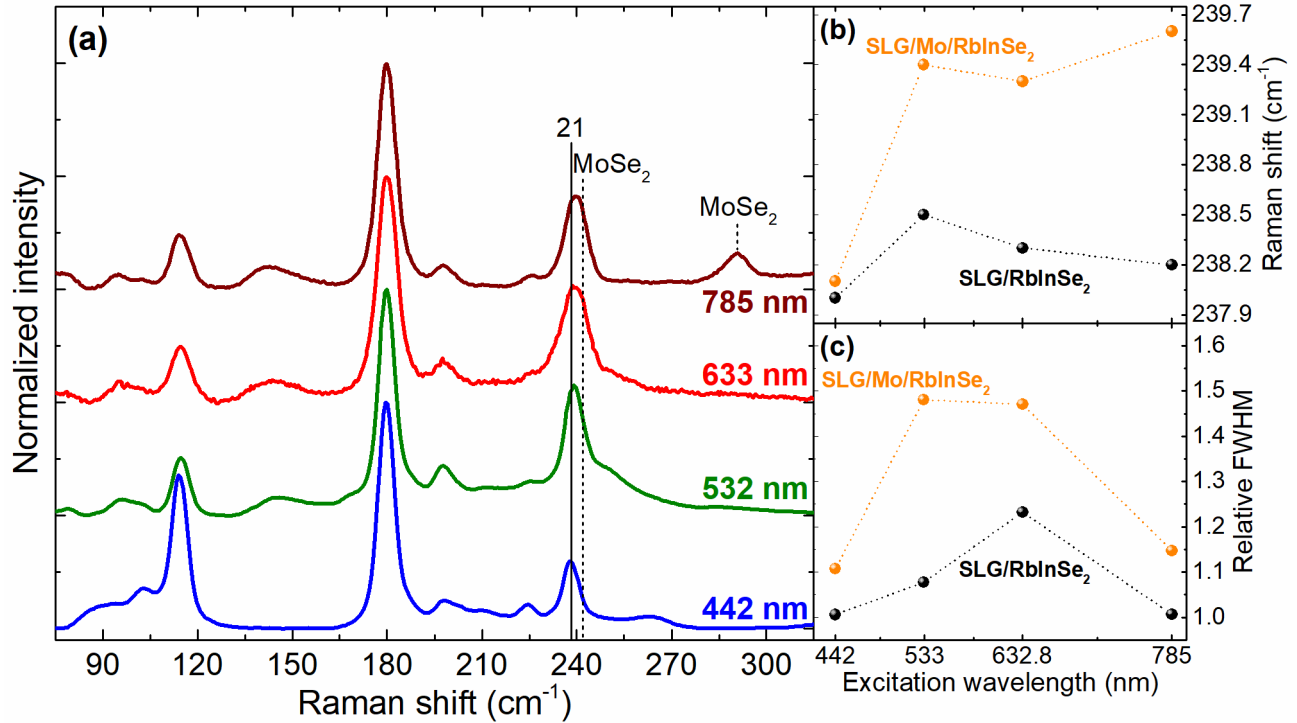 (a)
Normalized intensity
21
MoSe₂
MoSe₂
785 nm
633 nm
532 nm
442 nm
90 120 150 180 210 240 270 300
Raman shift (cm⁻¹)
(b)
SLG/Mo/RbInSe₂
SLG/RbInSe₂
239.7
239.4
239.1
238.8
238.5
238.2
237.9
Raman shift (cm⁻¹)
(c)
SLG/Mo/RbInSe₂
SLG/RbInSe₂
1.6
1.5
1.4
1.3
1.2
1.1
1.0
Relative FWHM
442 533 632.8 785
Excitation wavelength (nm)